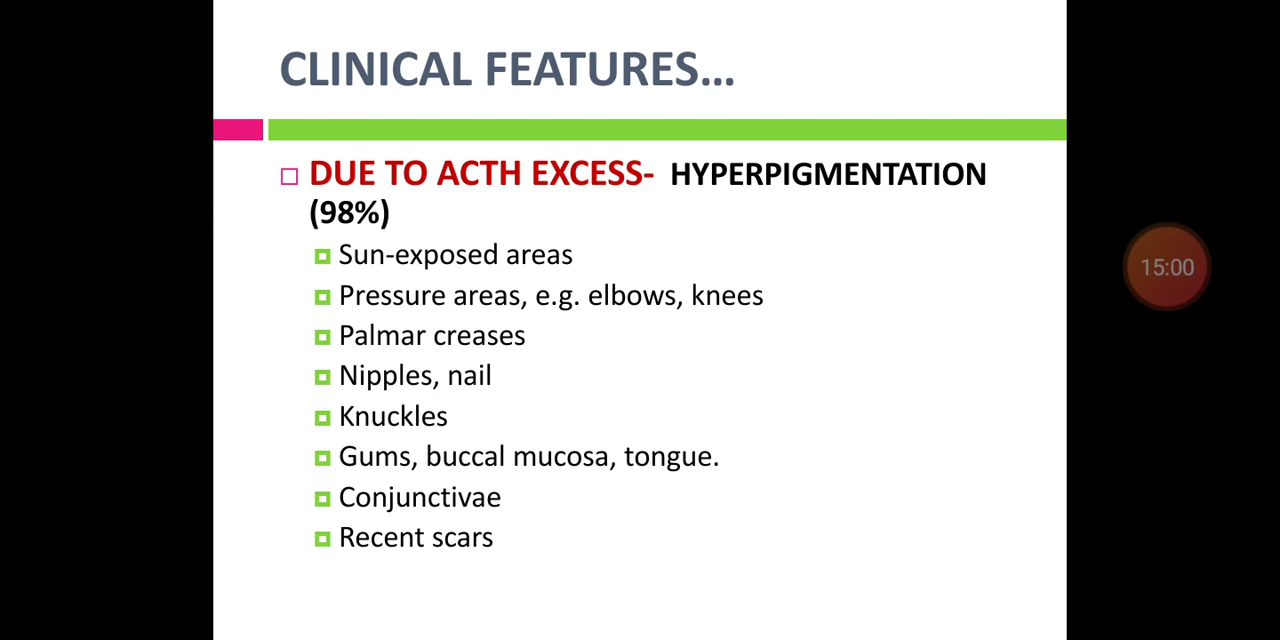 CLINICAL FEATURES…
DUE TO ACTH EXCESS- HYPERPIGMENTATION
(98%)
Sun-exposed areas
Pressure areas, e.g. elbows, knees
Palmar creases
Nipples, nail
Knuckles
Gums, buccal mucosa, tongue.
Conjunctivae
Recent scars
15:00